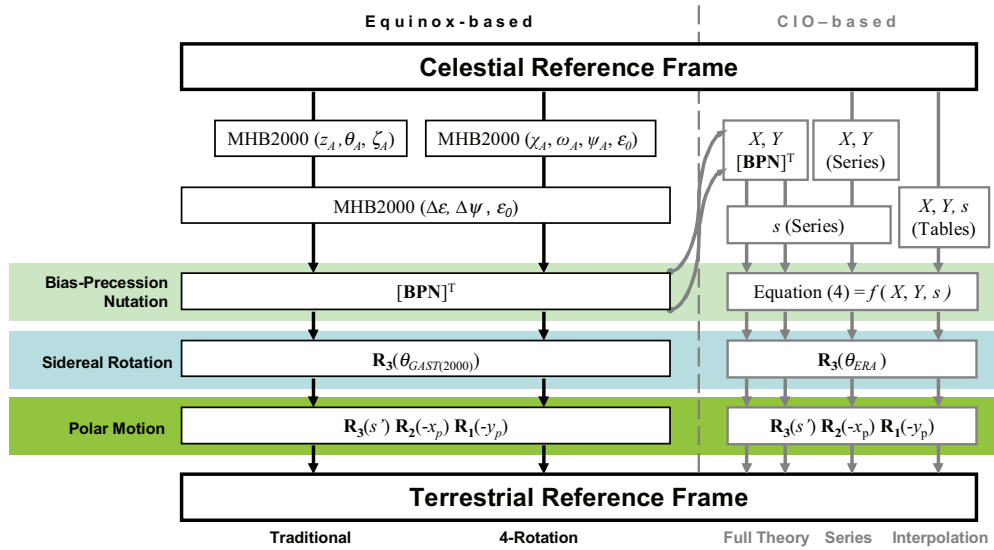 Equinox-based
CIO–based
Celestial Reference Frame
MHB2000 (z_A, θ_A, ζ_A)
MHB2000 (χ_A, ω_A, ψ_A, ε_0)
X, Y
[BPN]^T
X, Y
(Series)
MHB2000 (Δε, Δψ, ε_0)
s (Series)
X, Y, s
(Tables)
Bias-Precession
Nutation
[BPN]^T
Equation (4) = f ( X, Y, s )
Sidereal Rotation
R_3(θ_GAST(2000))
R_3(θ_ERA )
Polar Motion
R_3(s’) R_2(-x_p) R_1(-y_p)
R_3(s’) R_2(-x_p) R_1(-y_p)
Terrestrial Reference Frame
Traditional
4-Rotation
Full Theory
Series
Interpolation